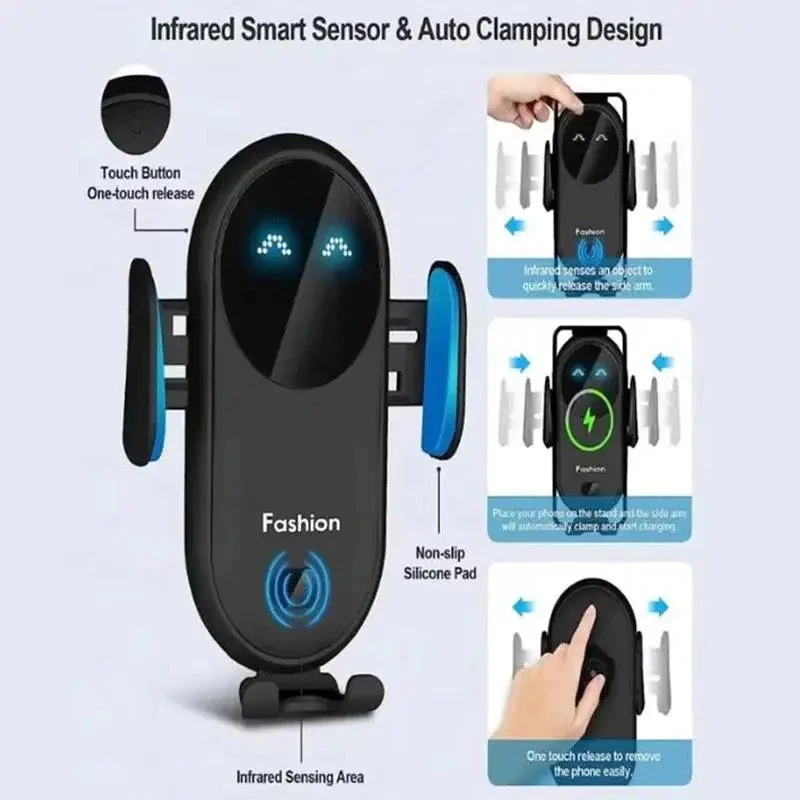 Infrared Smart Sensor & Auto Clamping Design
Touch Button
One-touch release
Fashion
Non-slip
Silicone Pad
Infrared Sensing Area
Fashion
Infrared senses an object to
quickly release the side arm.
Fashion
Place your phone on the stand and the side arm
will automatically clamp and start charging.
One touch release to remove
the phone easily.